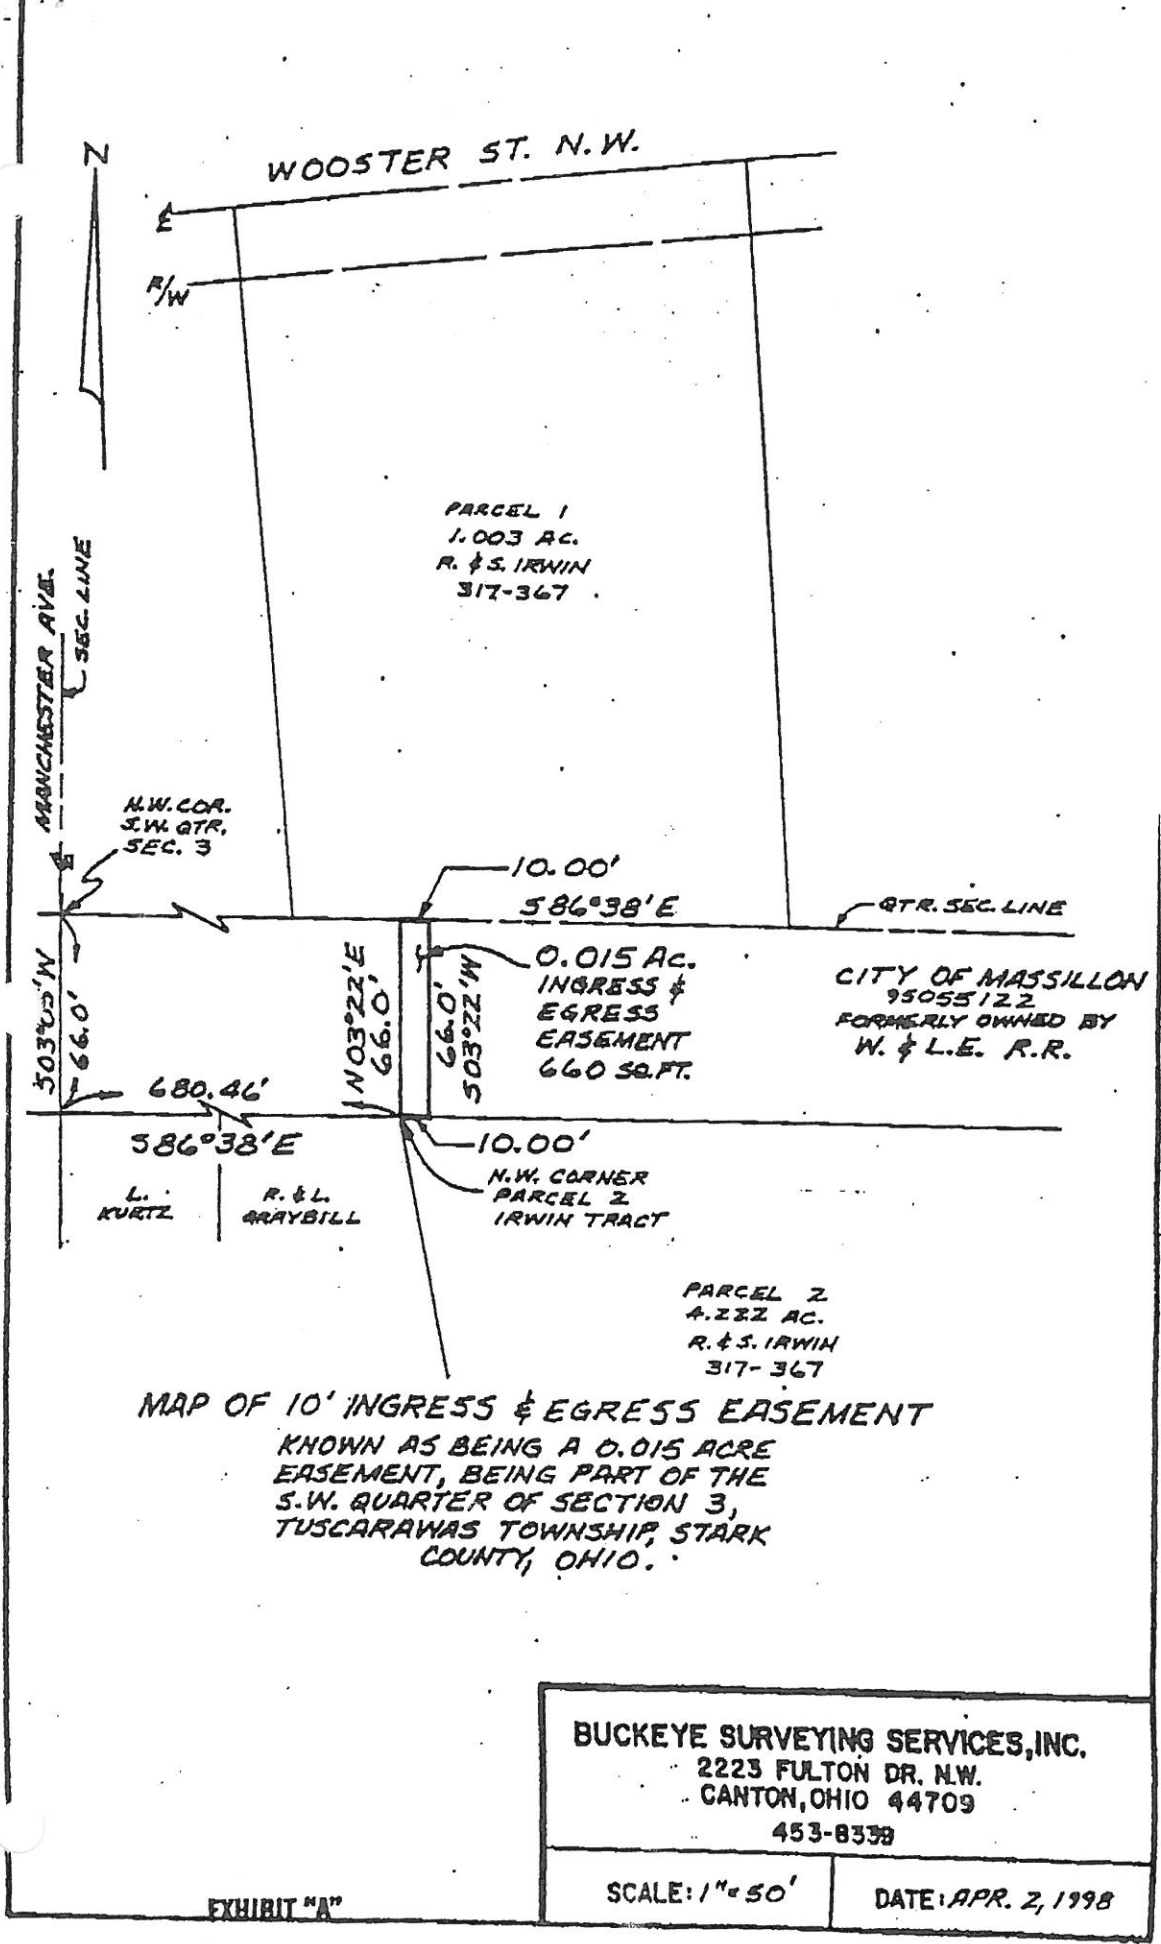 N
WOOSTER ST. N.W.
℄
R/W
PARCEL 1
1.003 AC.
R. & S. IRWIN
317-367
MANCHESTER AVE.
SEC. LINE
N.W. COR.
S.W. QTR.
SEC. 3
10.00'
S86°38'E
QTR. SEC. LINE
S03°05'W
66.0'
N03°22'E
66.0'
66.0'
S03°22'W
0.015 AC.
INGRESS &
EGRESS
EASEMENT
660 SQ.FT.
CITY OF MASSILLON
95055122
FORMERLY OWNED BY
W. & L.E. R.R.
680.46'
S86°38'E
10.00'
N.W. CORNER
PARCEL 2
IRWIN TRACT
L.
KURTZ
R. & L.
GRAYBILL
PARCEL 2
4.222 AC.
R. & S. IRWIN
317-367
MAP OF 10' INGRESS & EGRESS EASEMENT
KNOWN AS BEING A 0.015 ACRE
EASEMENT, BEING PART OF THE
S.W. QUARTER OF SECTION 3,
TUSCARAWAS TOWNSHIP, STARK
COUNTY, OHIO.
BUCKEYE SURVEYING SERVICES, INC.
2223 FULTON DR. N.W.
CANTON, OHIO 44709
453-8339
SCALE: 1"=50'
DATE: APR. 2, 1998
EXHIBIT "A"